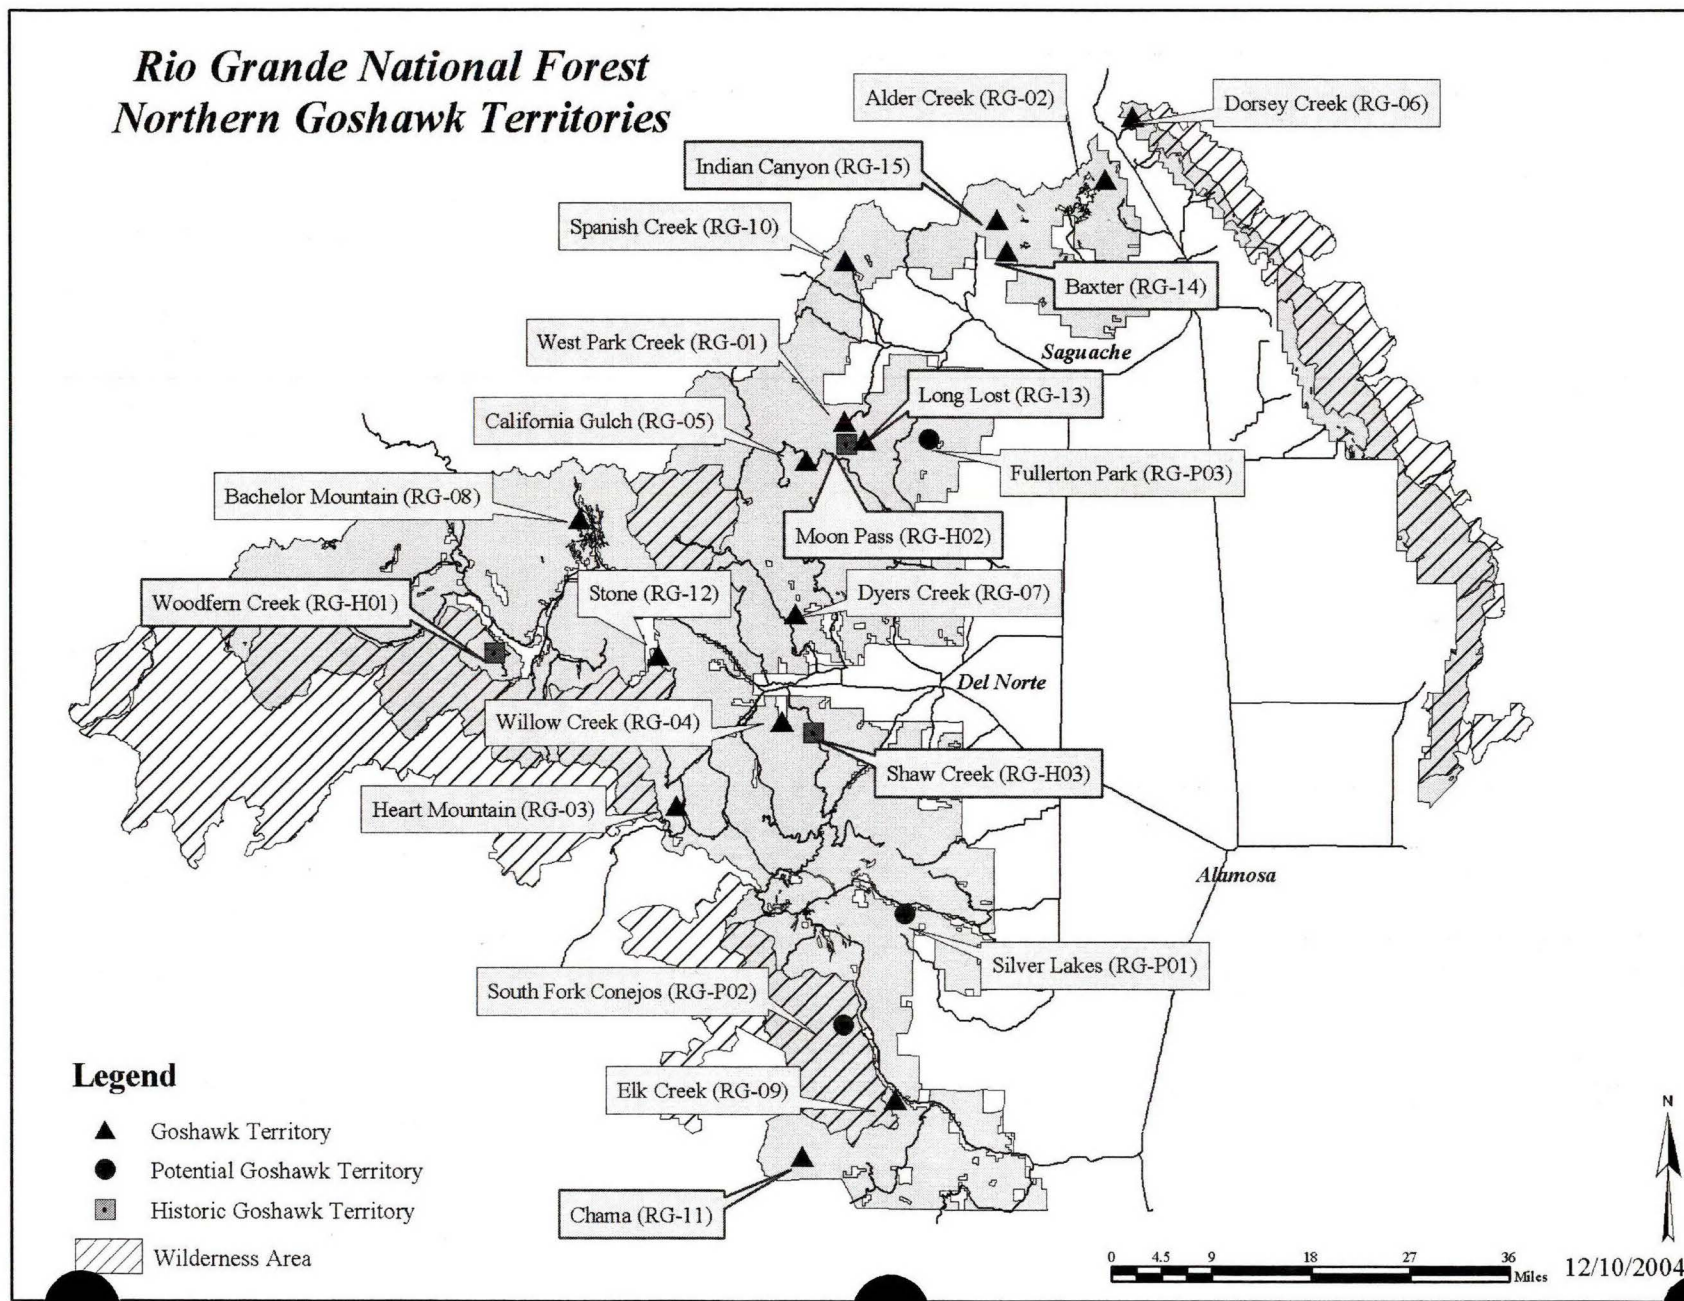 Rio Grande National Forest
Northern Goshawk Territories
Alder Creek (RG-02)
Dorsey Creek (RG-06)
Indian Canyon (RG-15)
Spanish Creek (RG-10)
Baxter (RG-14)
West Park Creek (RG-01)
Saguache
Long Lost (RG-13)
California Gulch (RG-05)
Fullerton Park (RG-P03)
Bachelor Mountain (RG-08)
Moon Pass (RG-H02)
Woodfern Creek (RG-H01)
Stone (RG-12)
Dyers Creek (RG-07)
Del Norte
Willow Creek (RG-04)
Shaw Creek (RG-H03)
Heart Mountain (RG-03)
Alamosa
Silver Lakes (RG-P01)
South Fork Conejos (RG-P02)
Elk Creek (RG-09)
Chama (RG-11)
Legend
Goshawk Territory
Potential Goshawk Territory
Historic Goshawk Territory
Wilderness Area
N
0 4.5 9 18 27 36
Miles
12/10/2004